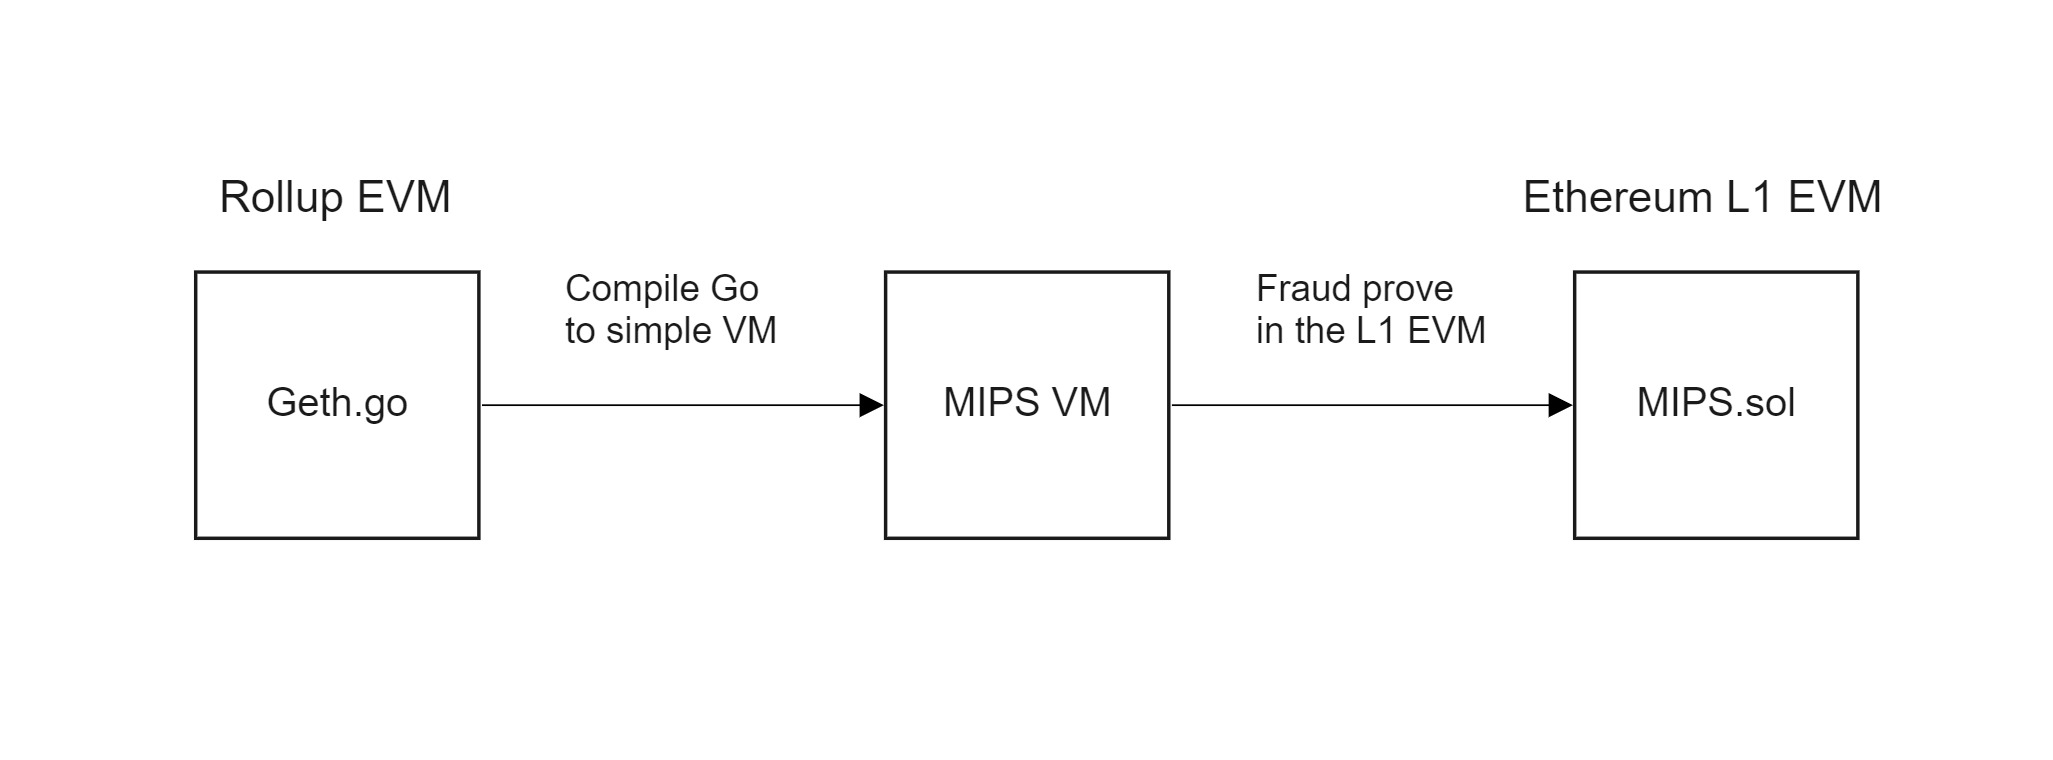 Rollup EVM
Ethereum L1 EVM
Compile Go
to simple VM
Fraud prove
in the L1 EVM
Geth.go
MIPS VM
MIPS.sol